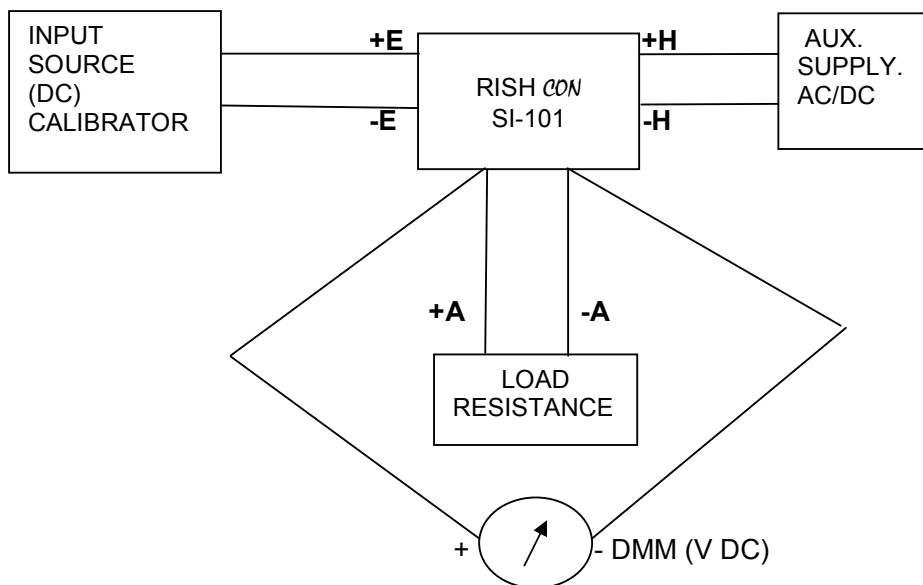 INPUT
SOURCE
(DC)
CALIBRATOR
+E
-E
RISH CON
SI-101
+H
-H
AUX.
SUPPLY.
AC/DC
+A
-A
LOAD
RESISTANCE
+
- DMM (V DC)